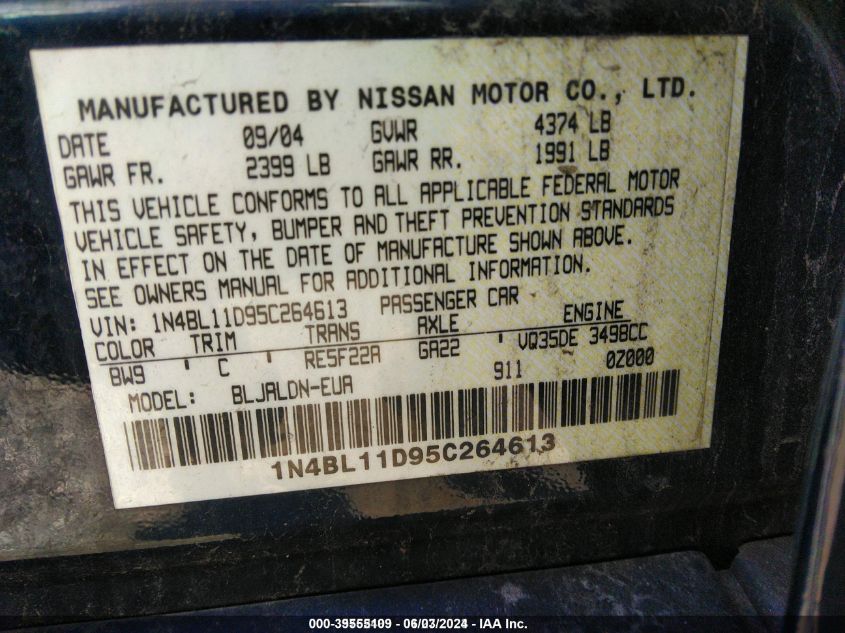 MANUFACTURED BY NISSAN MOTOR CO., LTD.
DATE 09/04 GVWR 4374 LB
GAWR FR. 2399 LB GAWR RR. 1991 LB
THIS VEHICLE CONFORMS TO ALL APPLICABLE FEDERAL MOTOR
VEHICLE SAFETY, BUMPER AND THEFT PREVENTION STANDARDS
IN EFFECT ON THE DATE OF MANUFACTURE SHOWN ABOVE.
SEE OWNERS MANUAL FOR ADDITIONAL INFORMATION.
VIN: 1N4BL11D95C264613 PASSENGER CAR
COLOR TRIM TRANS AXLE ENGINE
BW9 ' C ' RE5F22A GA22 VQ35DE 3498CC
911 0Z000
MODEL: BLJALDN-EUA
1N4BL11D95C264613
06/03/2024 - IAA Inc.